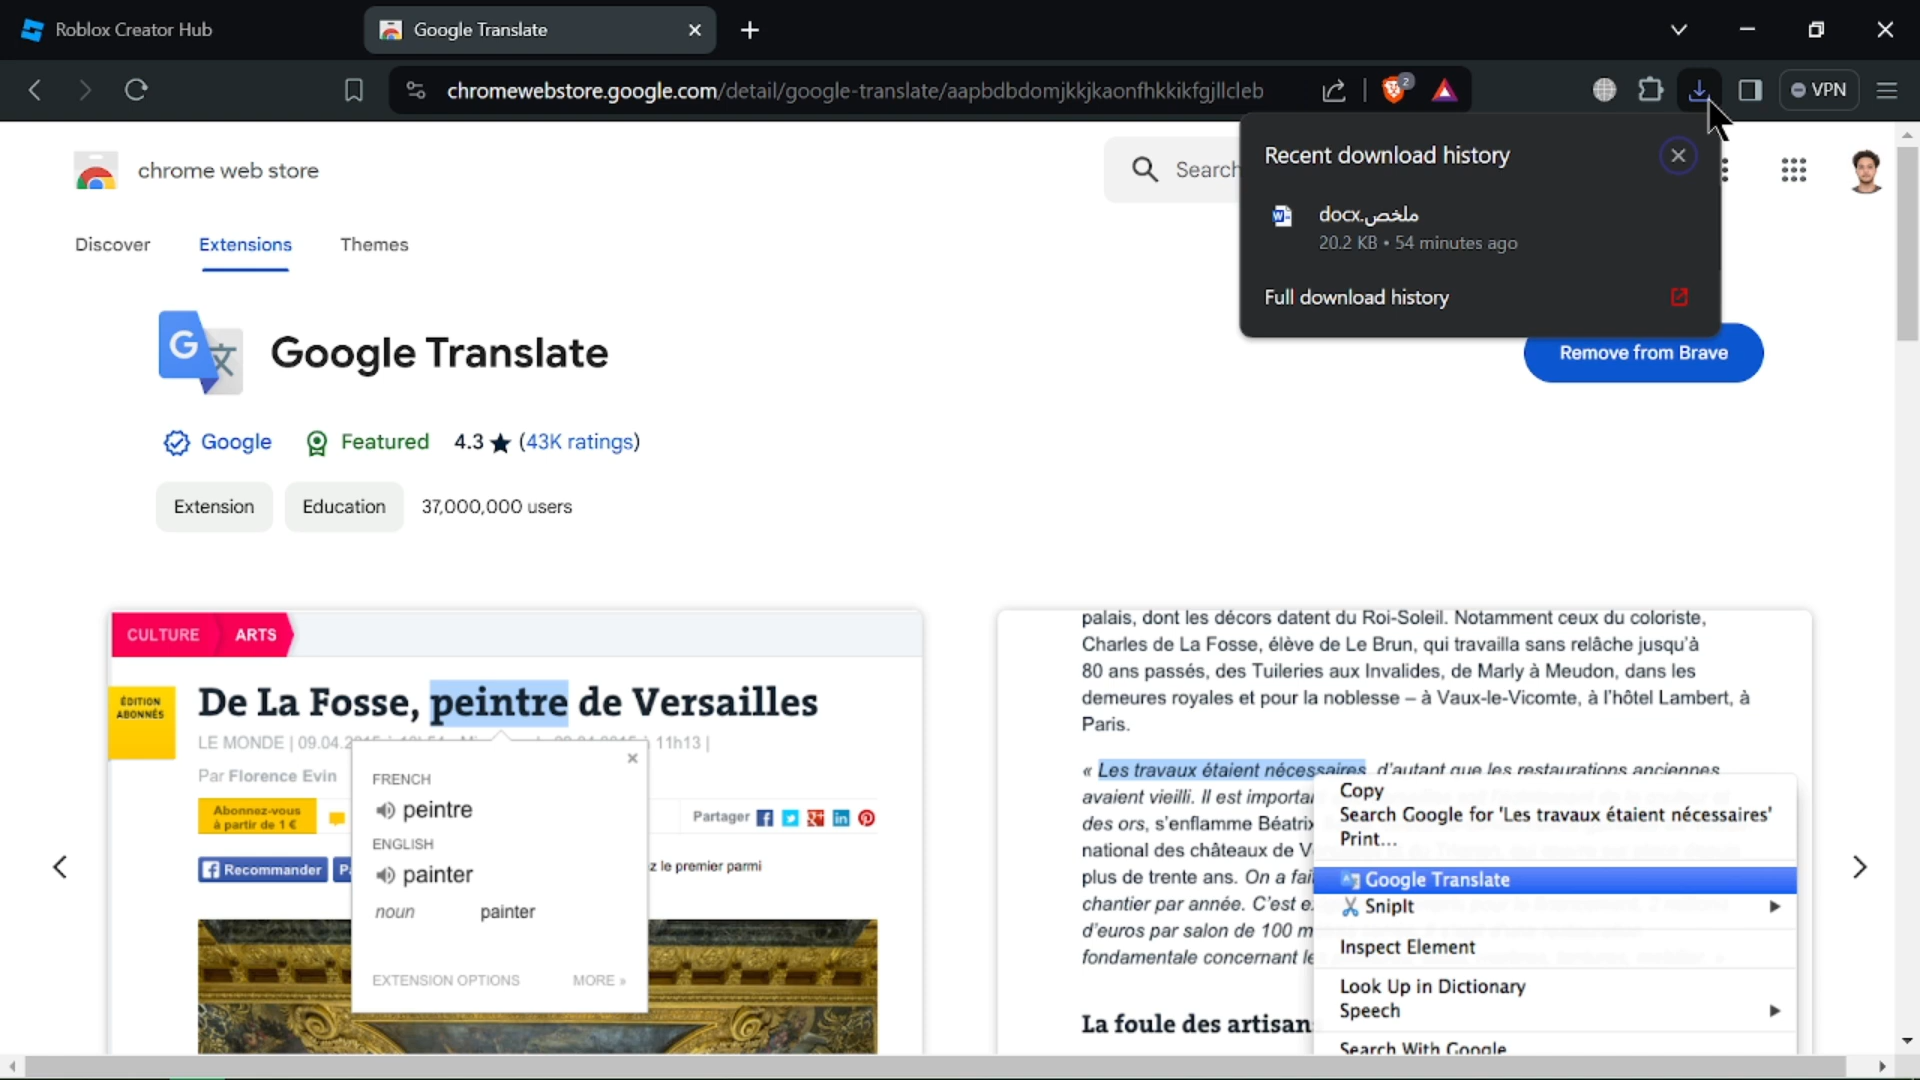 Roblox Creator Hub
Google Translate
chromewebstore.google.com/detail/google-translate/aapbdbdomjkkjkaonfhkkikfgjllcleb
2
VPN
chrome web store
Search
Recent download history
ملخص.docx
20.2 KB • 54 minutes ago
Full download history
Discover
Extensions
Themes
Google Translate
Remove from Brave
Google
Featured
4.3 ★ (43K ratings)
Extension
Education
37,000,000 users
CULTURE
ARTS
ÉDITION
ABONNÉS
De La Fosse, peintre de Versailles
LE MONDE | 09.04.
11h13 |
Par Florence Evin
Abonnez-vous
à partir de 1 €
Partager
Recommander
z le premier parmi
FRENCH
peintre
ENGLISH
painter
noun painter
EXTENSION OPTIONS
MORE »
palais, dont les décors datent du Roi-Soleil. Notamment ceux du coloriste,
Charles de La Fosse, élève de Le Brun, qui travailla sans relâche jusqu'à
80 ans passés, des Tuileries aux Invalides, de Marly à Meudon, dans les
demeures royales et pour la noblesse – à Vaux-le-Vicomte, à l'hôtel Lambert, à
Paris.
« Les travaux étaient nécessaires, d'autant que les restaurations anciennes
avaient vieilli. Il est importa
des ors, s'enflamme Béatrix
national des châteaux de V
plus de trente ans. On a fai
chantier par année. C'est e
d'euros par salon de 100 m
fondamentale concernant le
La foule des artisan
Copy
Search Google for 'Les travaux étaient nécessaires'
Print...
Google Translate
SnipIt
Inspect Element
Look Up in Dictionary
Speech
Search With Google